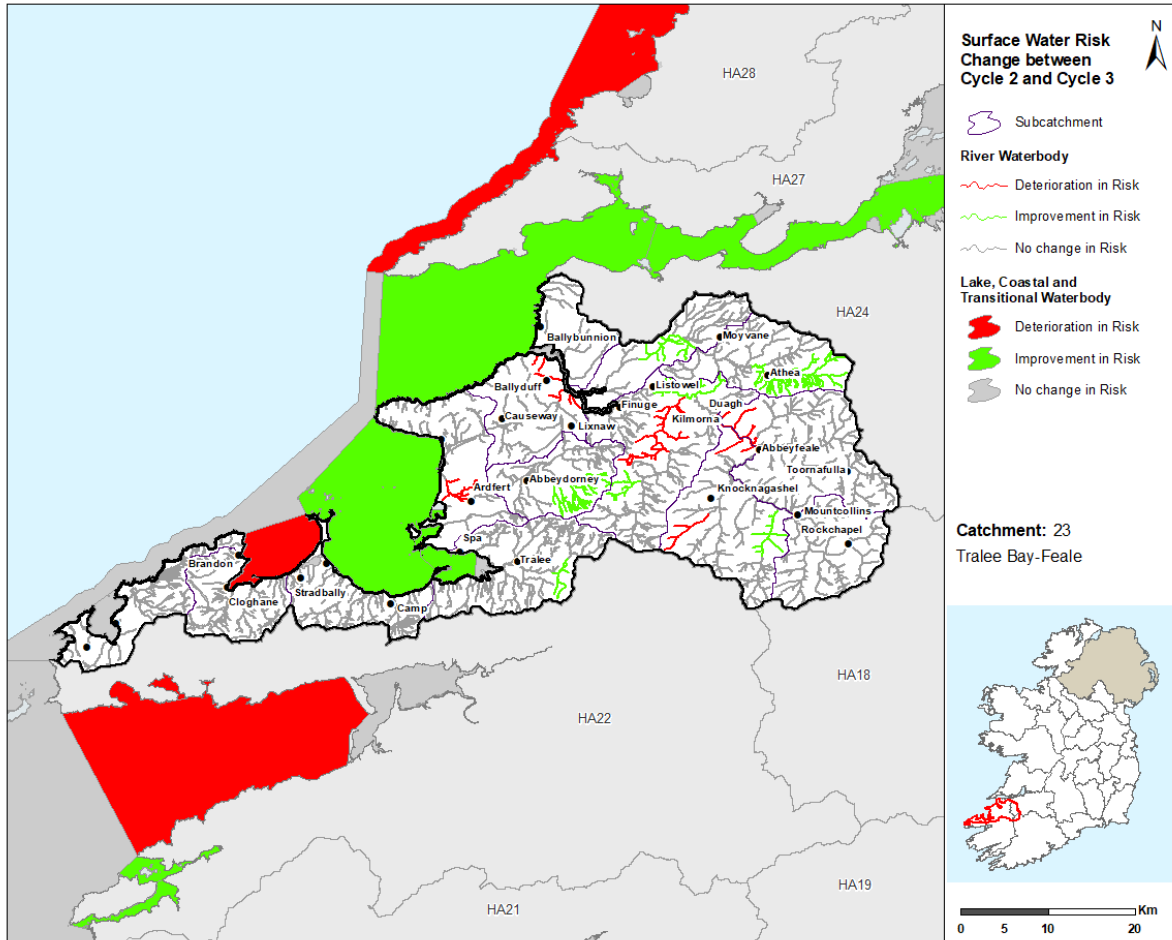 HA28
HA27
HA24
Ballybunnion
Moyvane
Athea
Ballyduff
Listowel
Finuge
Duagh
Kilmorna
Causeway
Lixnaw
Abbeyfeale
Toornafulla
Abbeydorney
Ardfert
Knocknagashel
Mountcollins
Rockchapel
Spa
Tralee
Brandon
Cloghane
Stradbally
Camp
HA18
HA22
HA19
HA21
Surface Water Risk
Change between
Cycle 2 and Cycle 3
N
Subcatchment
River Waterbody
Deterioration in Risk
Improvement in Risk
No change in Risk
Lake, Coastal and
Transitional Waterbody
Deterioration in Risk
Improvement in Risk
No change in Risk
Catchment: 23
Tralee Bay-Feale
Km
0 5 10 20